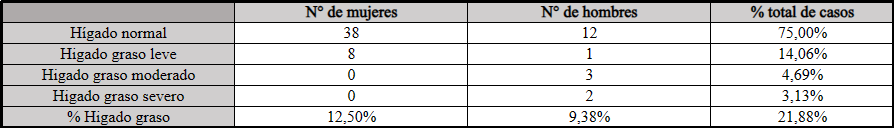 N° de mujeres N° de hombres % total de casos
Hígado normal 38 12 75,00%
Higado graso leve 8 1 14,06%
Higado graso moderado 0 3 4,69%
Higado graso severo 0 2 3,13%
% Higado graso 12,50% 9,38% 21,88%